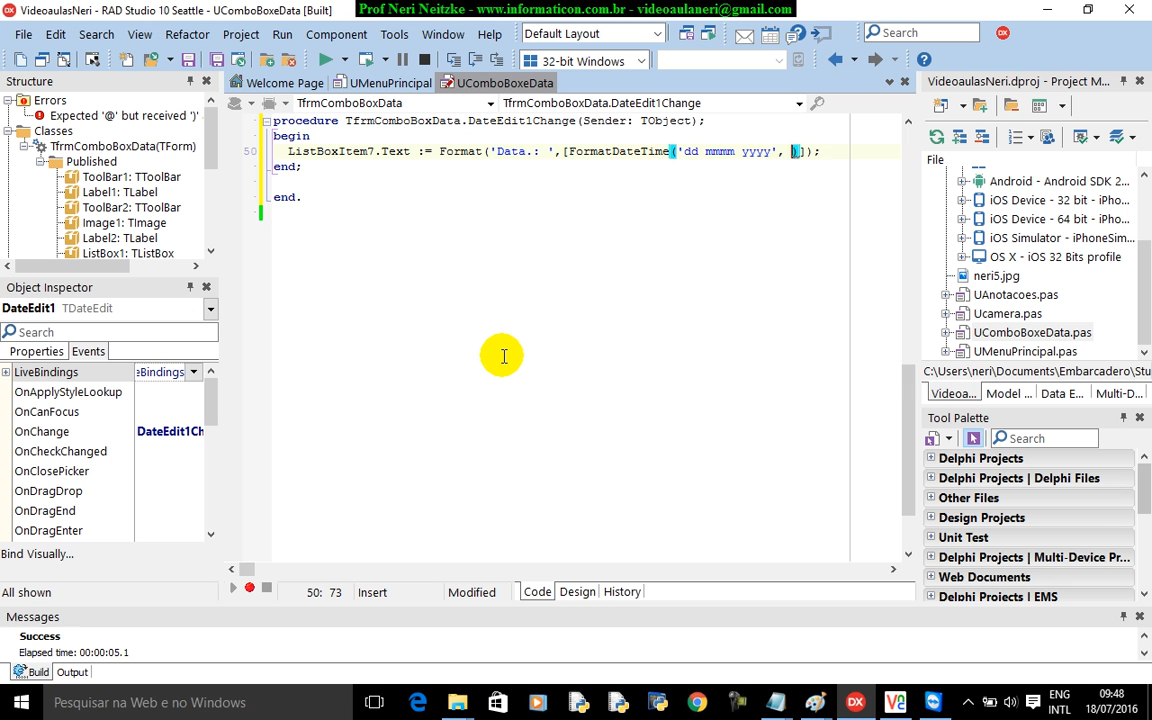 Prof Neri Neitzke - www.informaticon.com.br - videoaulaneri@gmail.com
VideoaulasNeri - RAD Studio 10 Seattle - UComboBoxeData [Built]
File Edit Search View Refactor Project Run Component Tools Window Help
Default Layout
Search
32-bit Windows
Structure
Errors
Expected '@' but received ')'
Classes
TfrmComboBoxData(TForm)
Published
ToolBar1: TToolBar
Label1: TLabel
ToolBar2: TToolBar
Image1: TImage
Label2: TLabel
ListBox1: TListBox
Object Inspector
DateEdit1 TDateEdit
Search
Properties Events
LiveBindings
OnApplyStyleLookup
OnCanFocus
OnChange DateEdit1Ch
OnCheckChanged
OnClosePicker
OnDragDrop
OnDragEnd
OnDragEnter
Bind Visually...
All shown
Welcome Page UMenuPrincipal UComboBoxeData
TfrmComboBoxData TfrmComboBoxData.DateEdit1Change
procedure TfrmComboBoxData.DateEdit1Change(Sender: TObject);
begin
50 ListBoxItem7.Text := Format('Data.: ',[FormatDateTime('dd mmmm yyyy', )]);
end;
end.
50: 73 Insert Modified Code Design History
VideoaulasNeri.dproj - Project M...
File
Android - Android SDK 2...
iOS Device - 32 bit - iPho...
iOS Device - 64 bit - iPho...
iOS Simulator - iPhoneSim...
OS X - iOS 32 Bits profile
neri5.jpg
UAnotacoes.pas
Ucamera.pas
UComboBoxeData.pas
UMenuPrincipal.pas
C:\Users\neri\Documents\Embarcadero\Stu
Videoa... Model ... Data E... Multi-D...
Tool Palette
Search
Delphi Projects
Delphi Projects | Delphi Files
Other Files
Design Projects
Unit Test
Delphi Projects | Multi-Device Pr...
Web Documents
Delphi Projects | EMS
Messages
Success
Elapsed time: 00:00:05.1
Build Output
Pesquisar na Web e no Windows
ENG
INTL
09:48
18/07/2016